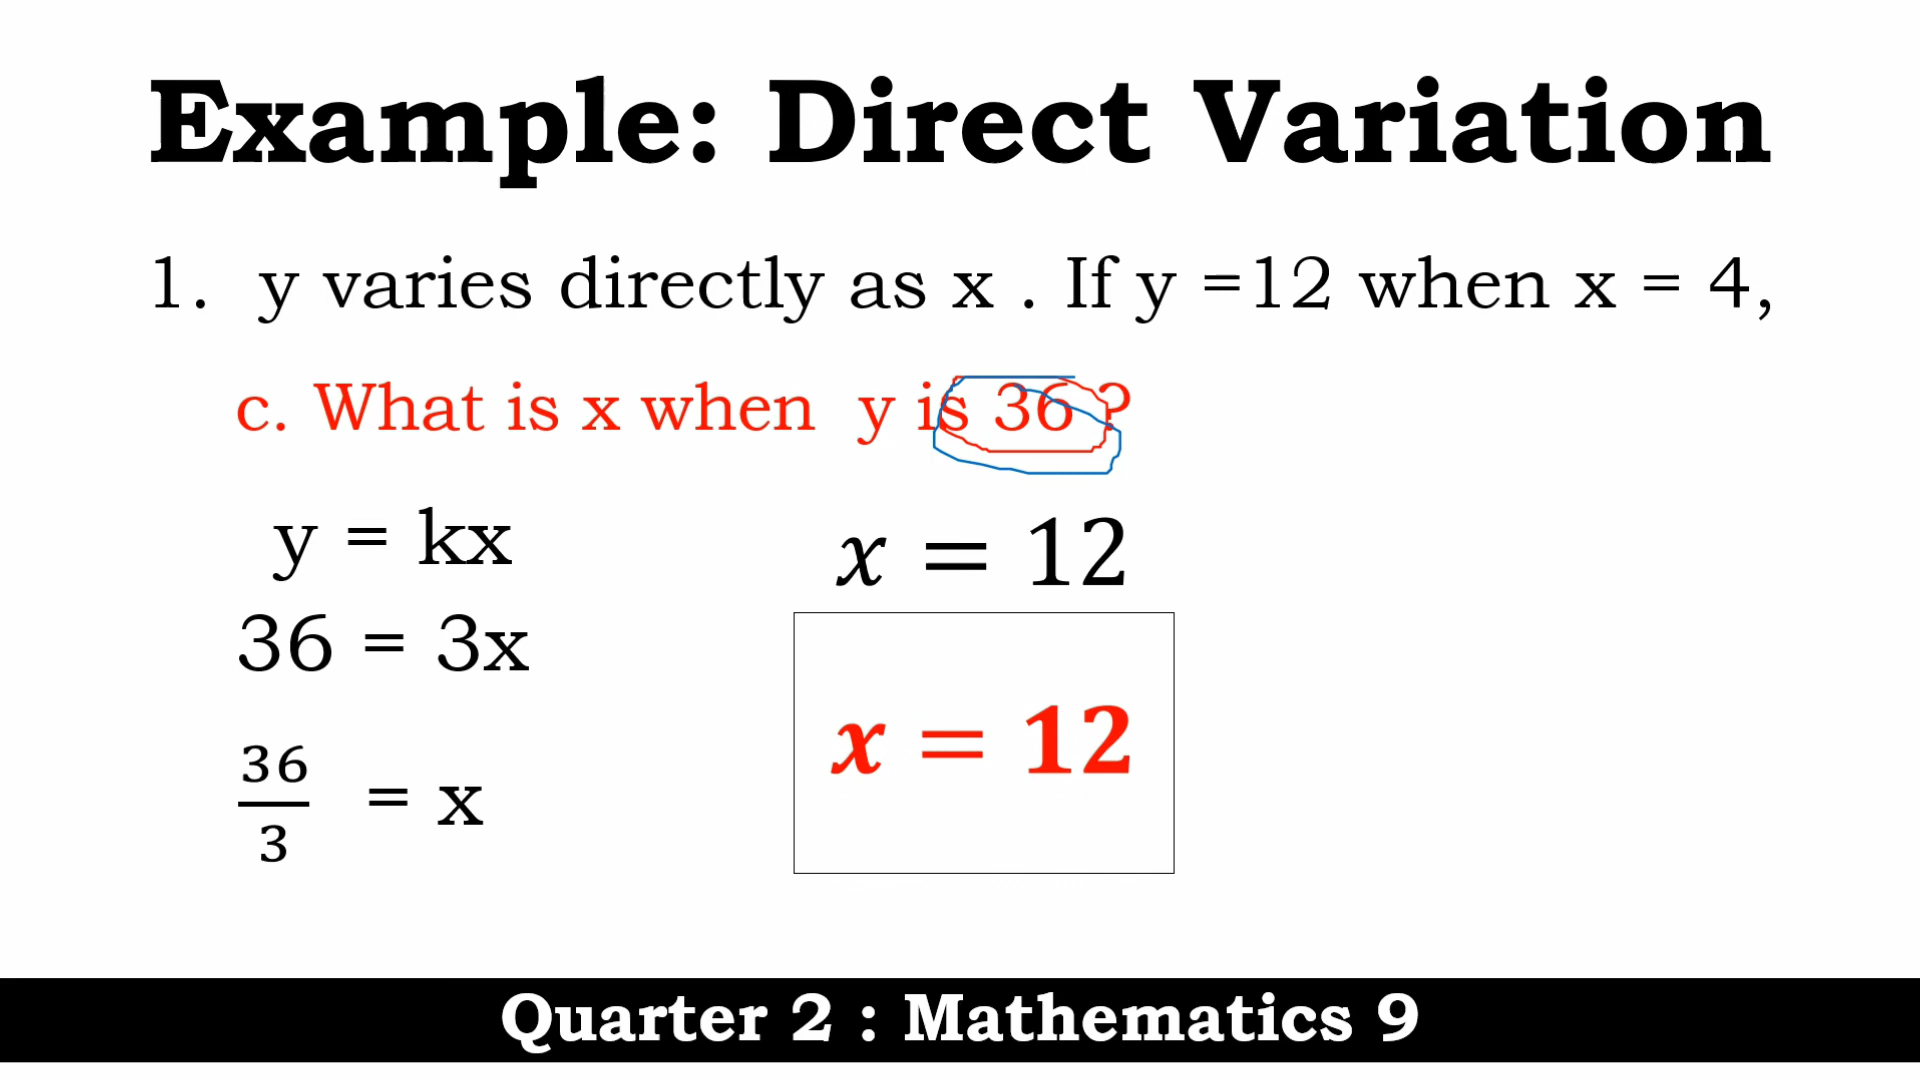 Example: Direct Variation
1. y varies directly as x . If y =12 when x = 4,
c. What is x when y is 36 ?
y = kx
36 = 3x
36/3 = x
x = 12
x = 12
Quarter 2 : Mathematics 9